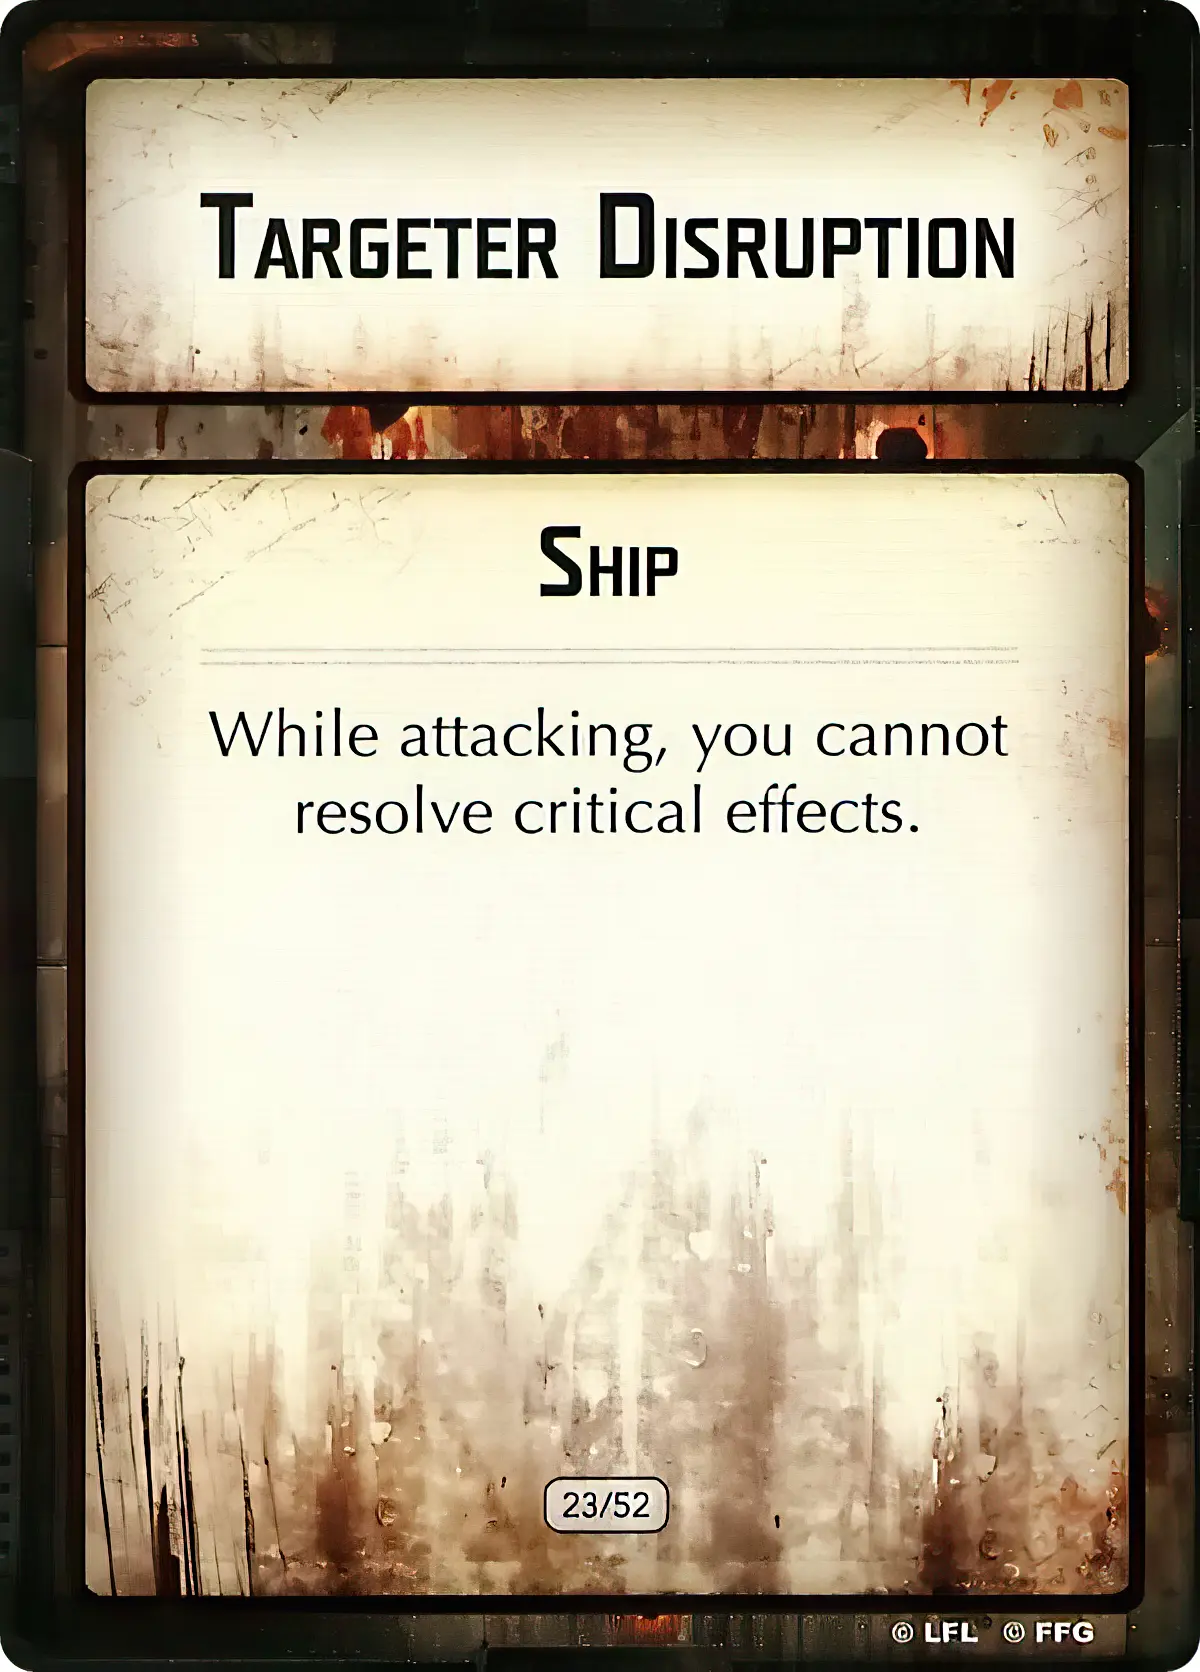 Targeter Disruption
Ship
While attacking, you cannot
resolve critical effects.
23/52
© LFL © FFG